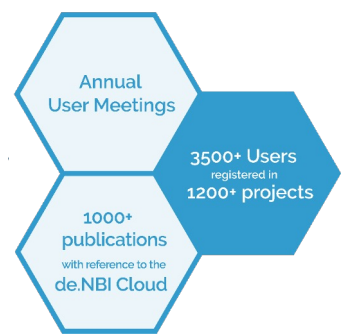 Annual
User Meetings
3500+ Users
registered in
1200+ projects
1000+
publications
with reference to the
de.NBI Cloud